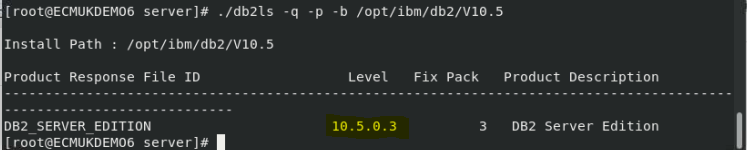 [root@ECMUKDEMO6 server]# ./db2ls -q -p -b /opt/ibm/db2/V10.5
Install Path : /opt/ibm/db2/V10.5
Product Response File ID                  Level   Fix Pack   Product Description
-----------------------------------------------------------------------------------------
----------------------------
DB2_SERVER_EDITION                      10.5.0.3          3   DB2 Server Edition
[root@ECMUKDEMO6 server]#